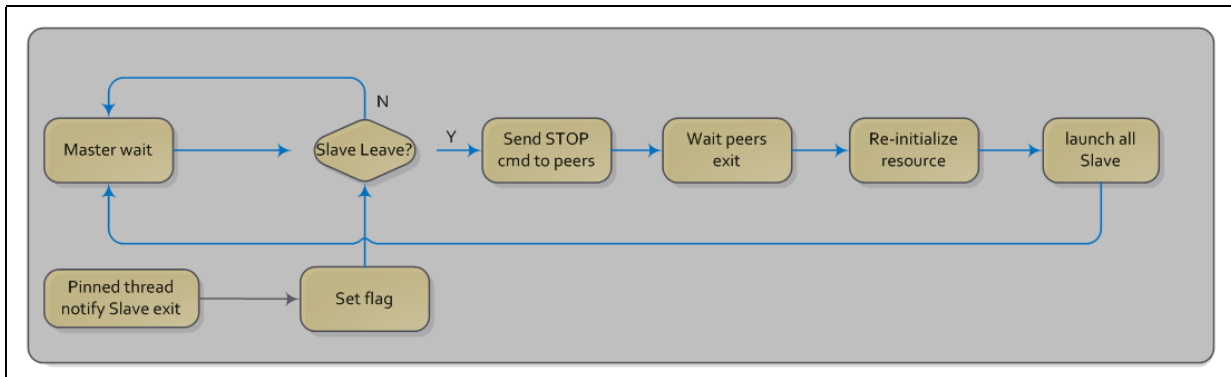 N
Master wait
Slave Leave?
Y
Send STOP
cmd to peers
Wait peers
exit
Re-initialize
resource
launch all
Slave
Pinned thread
notify Slave exit
Set flag